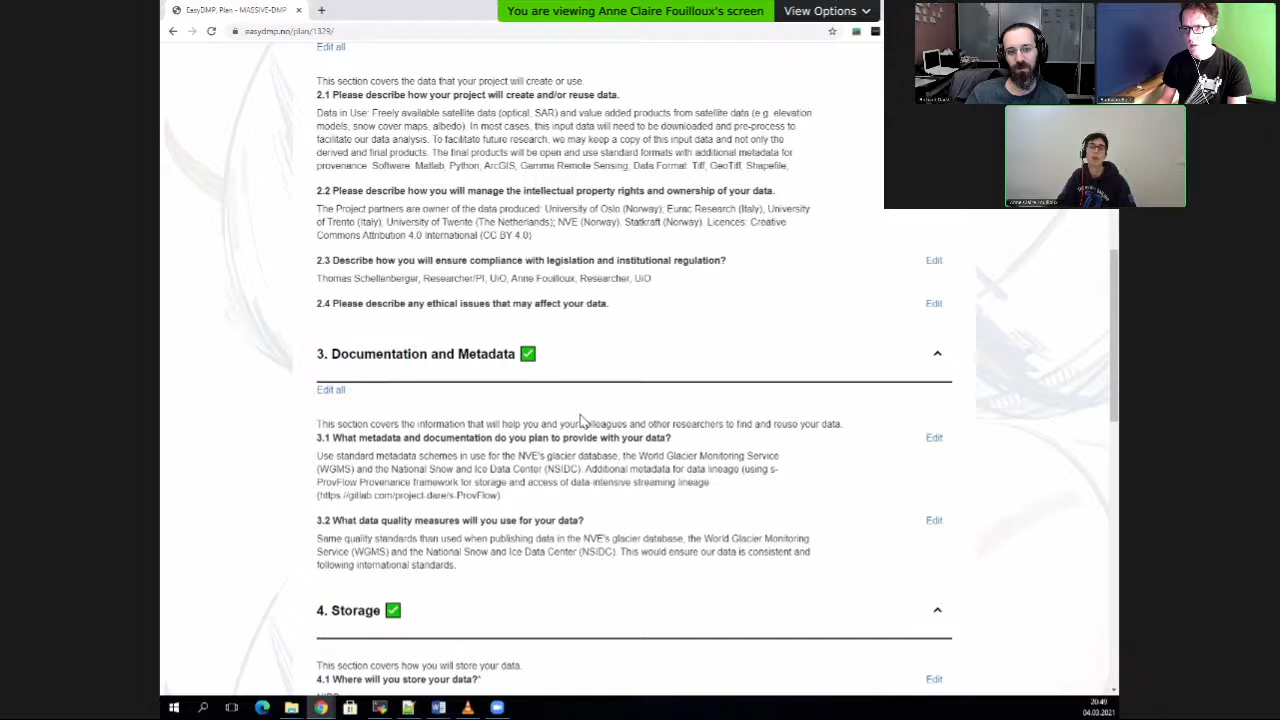 EasyDMP, Plan - MASSIVE-DMP
You are viewing Anne Claire Fouilloux's screen
View Options
easydmp.no/plan/1329/
Edit all
This section covers the data that your project will create or use.
2.1 Please describe how your project will create and/or reuse data.
Data in Use: Freely available satellite data (optical, SAR) and value added products from satellite data (e.g. elevation
models, snow cover maps, albedo). In most cases, this input data will need to be downloaded and pre-process to
facilitate our data analysis. To facilitate future research, we may keep a copy of this input data and not only the
derived and final products. The final products will be open and use standard formats with additional metadata for
provenance. Software: Matlab, Python, ArcGIS, Gamma Remote Sensing, Data Format: Tiff, GeoTiff, Shapefile,
2.2 Please describe how you will manage the intellectual property rights and ownership of your data.
The Project partners are owner of the data produced: University of Oslo (Norway); Eurac Research (Italy), University
of Trento (Italy); University of Twente (The Netherlands); NVE (Norway), Statkraft (Norway). Licences: Creative
Commons Attribution 4.0 International (CC BY 4.0)
2.3 Describe how you will ensure compliance with legislation and institutional regulation?
Edit
Thomas Schellenberger, Researcher/PI, UiO, Anne Fouilloux, Researcher, UiO
2.4 Please describe any ethical issues that may affect your data.
Edit
3. Documentation and Metadata
Edit all
This section covers the information that will help you and your colleagues and other researchers to find and reuse your data.
3.1 What metadata and documentation do you plan to provide with your data?
Edit
Use standard metadata schemes in use for the NVE's glacier database, the World Glacier Monitoring Service
(WGMS) and the National Snow and Ice Data Center (NSIDC). Additional metadata for data lineage (using s-
ProvFlow Provenance framework for storage and access of data-intensive streaming lineage
(https://gitlab.com/project-dare/s-ProvFlow).
3.2 What data quality measures will you use for your data?
Edit
Same quality standards than used when publishing data in the NVE's glacier database, the World Glacier Monitoring
Service (WGMS) and the National Snow and Ice Data Center (NSIDC). This would ensure our data is consistent and
following international standards.
4. Storage
This section covers how you will store your data.
4.1 Where will you store your data?*
Edit
Richard Darst
Anne Claire Fouilloux
20:49
04.03.2021